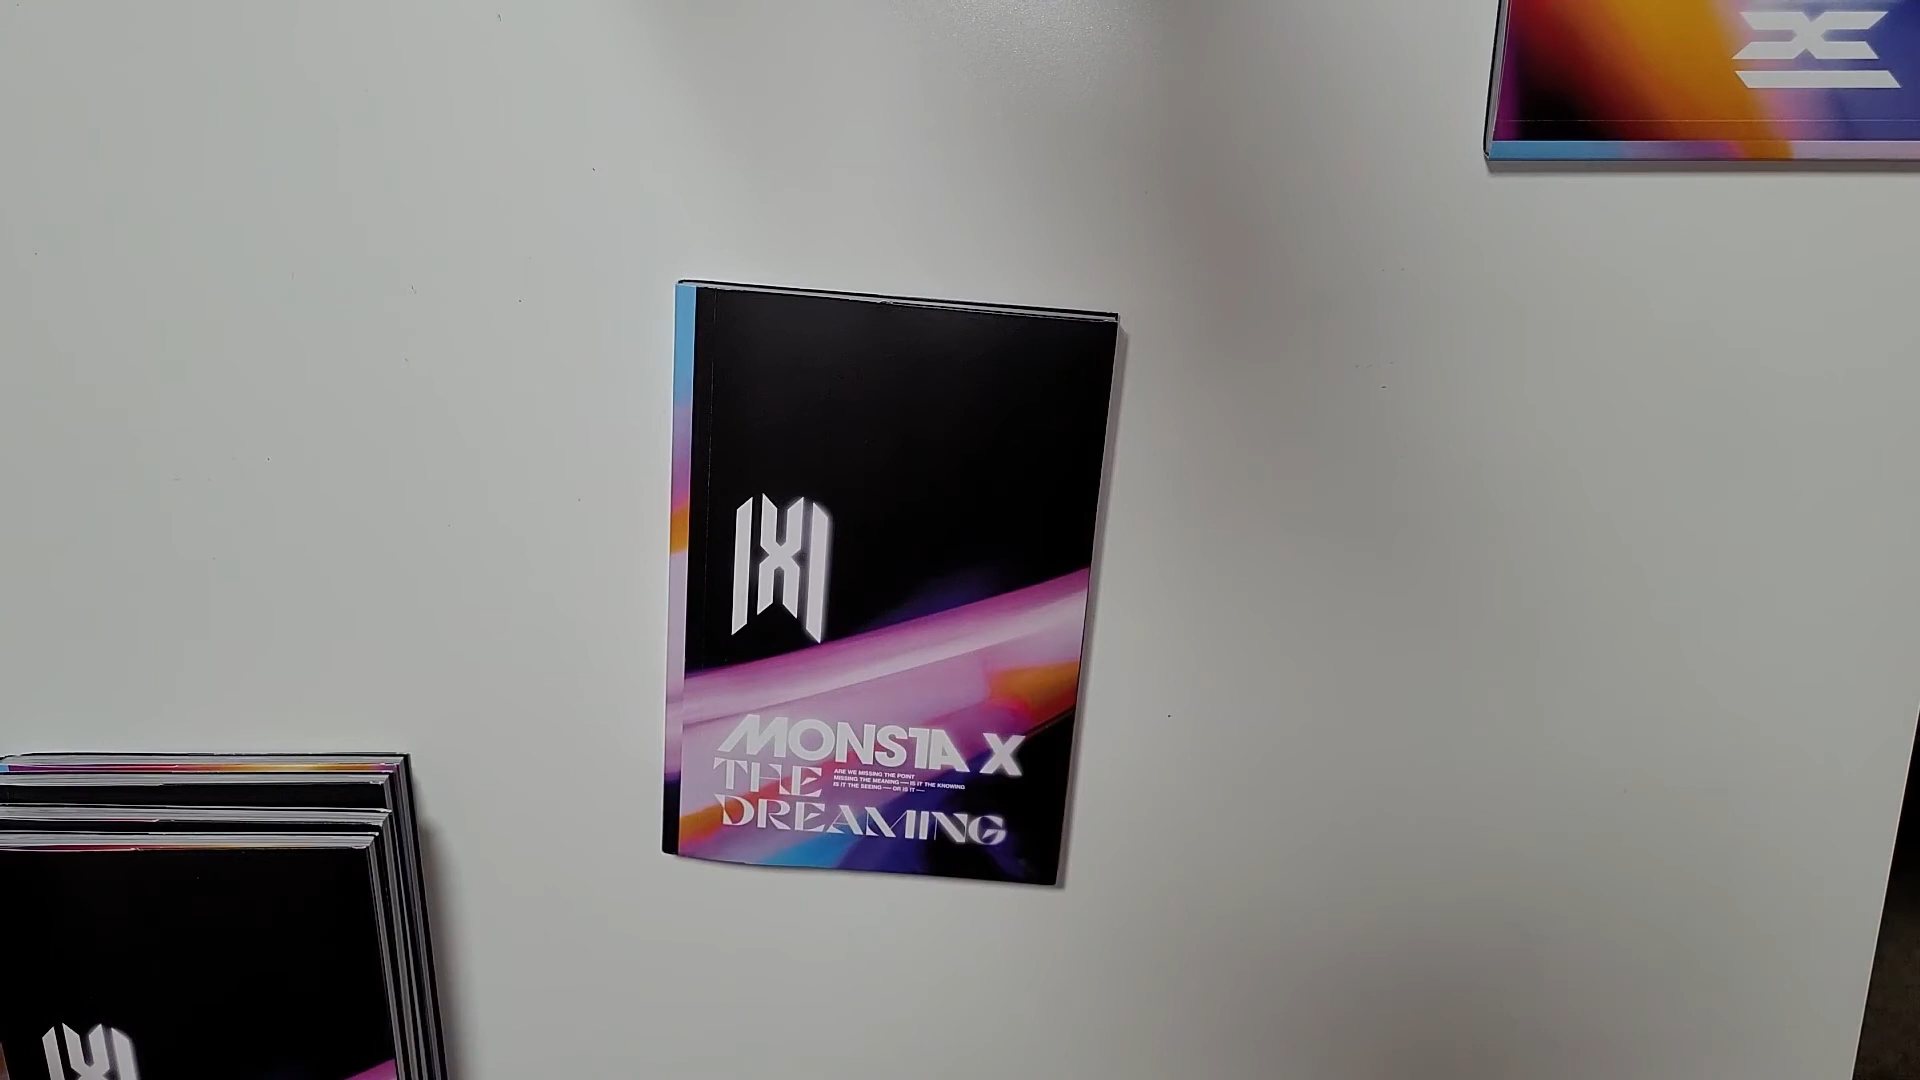 MONSTA X
THE
ARE WE MISSING THE POINT
MISSING THE MEANING — IS IT THE KNOWING
IS IT THE SEEING — OR IS IT —
DREAMING